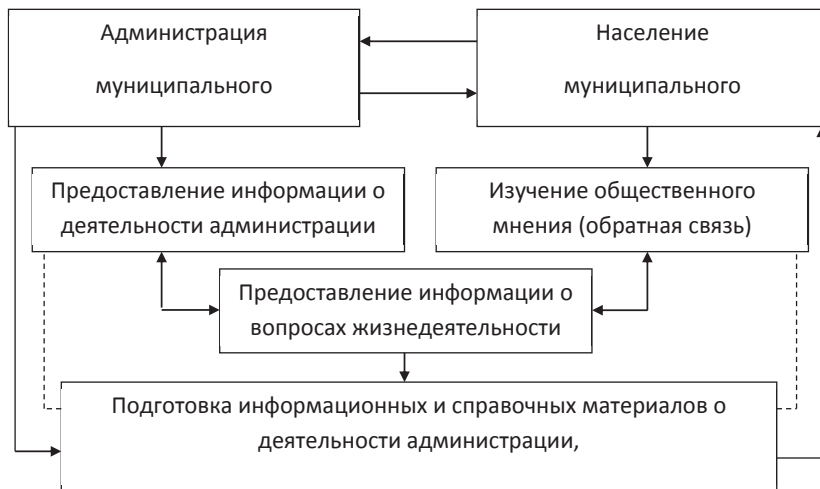 Администрация
муниципального
Население
муниципального
Предоставление информации о
деятельности администрации
Изучение общественного
мнения (обратная связь)
Предоставление информации о
вопросах жизнедеятельности
Подготовка информационных и справочных материалов о
деятельности администрации,